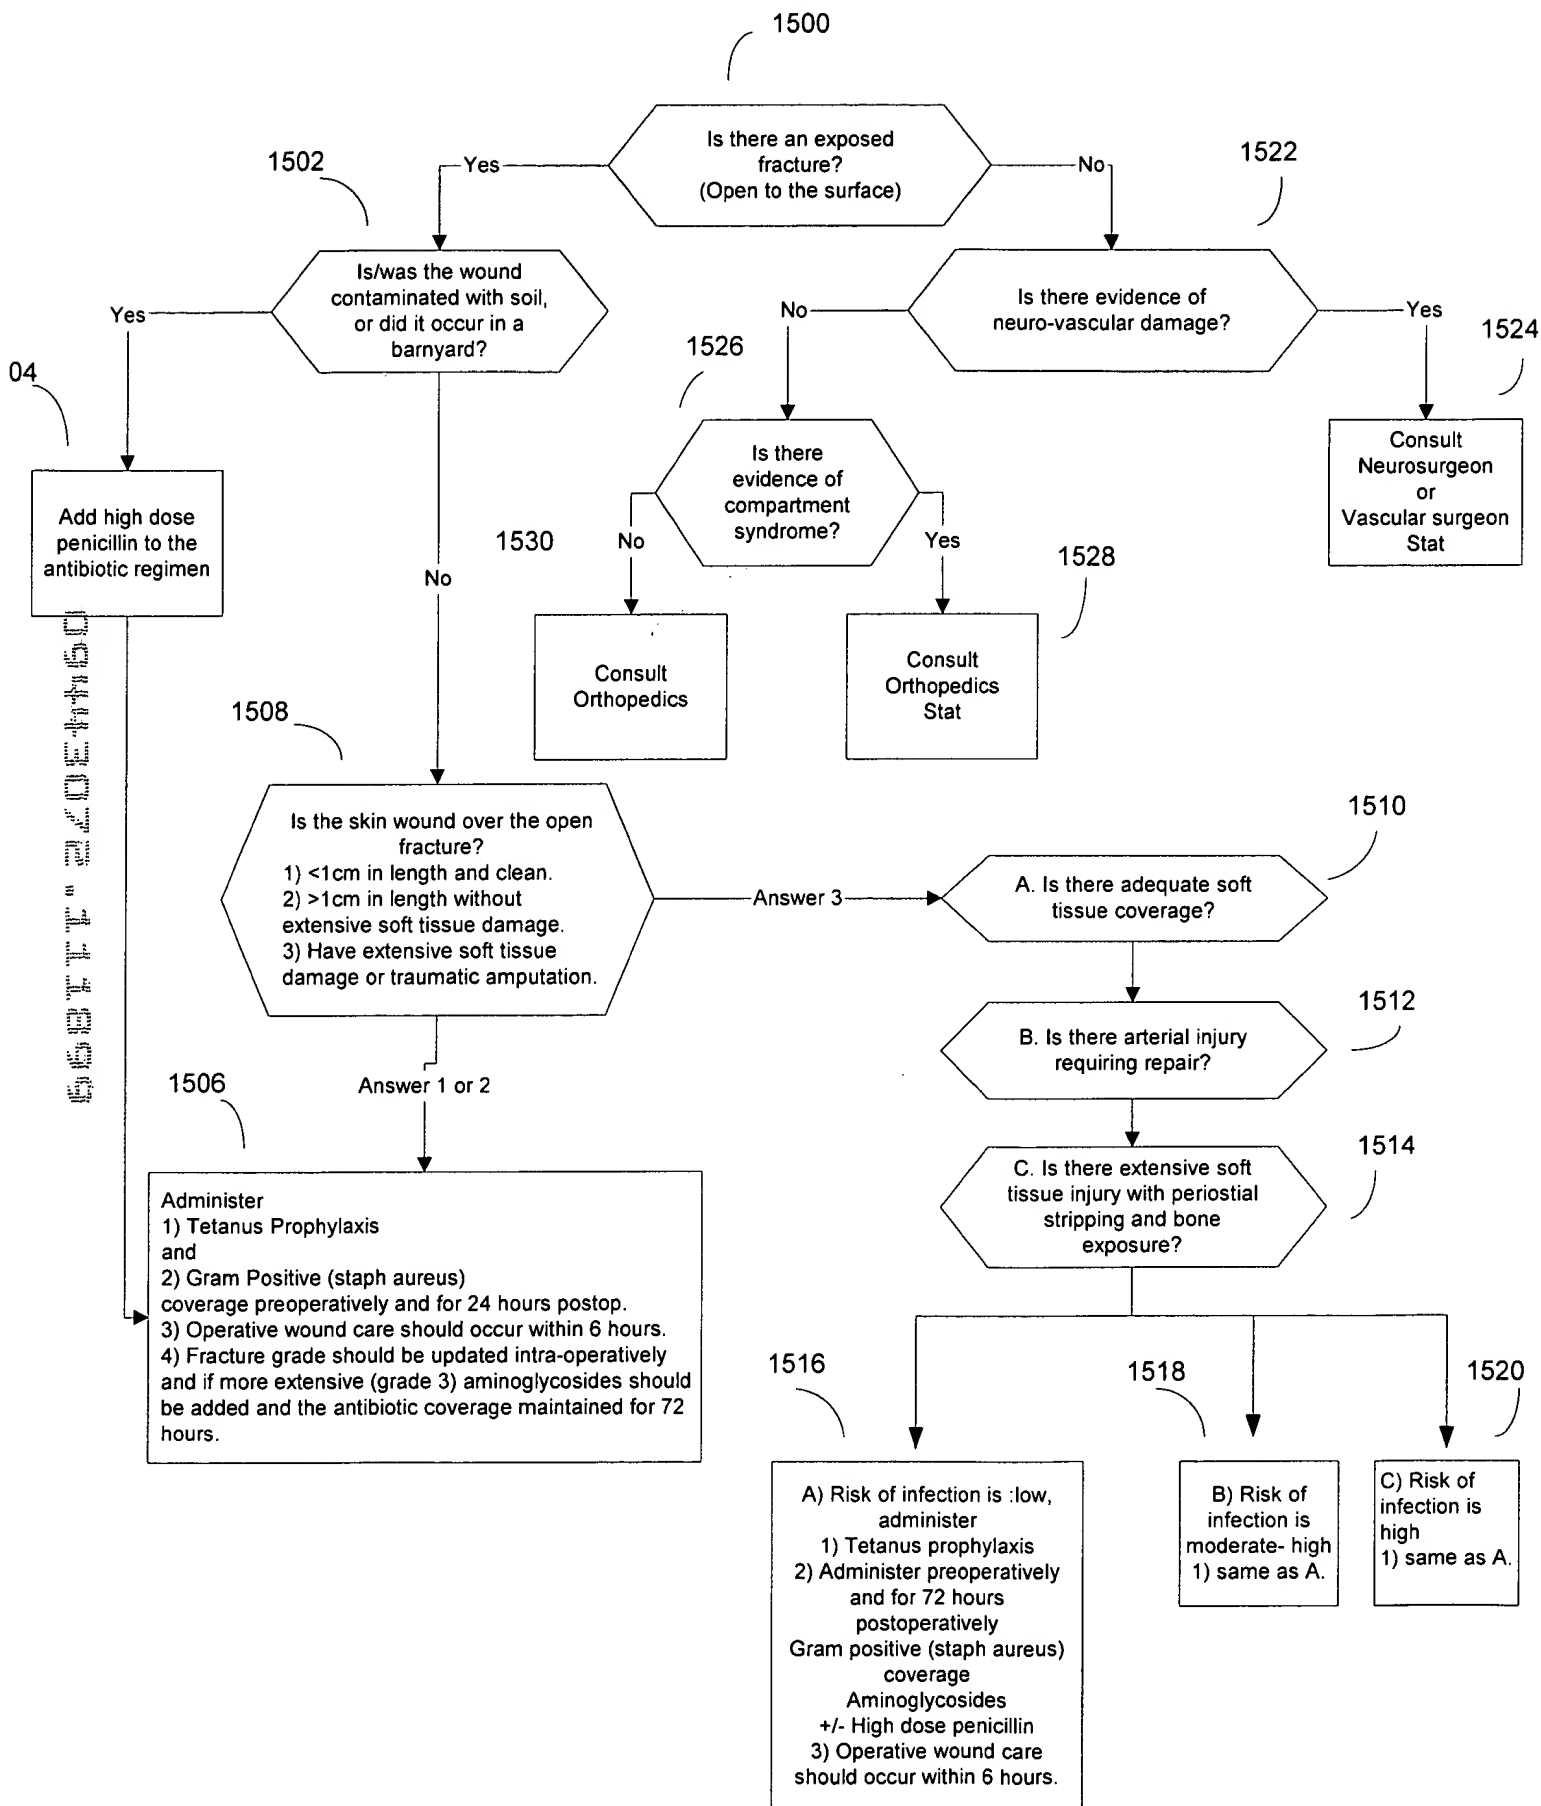 1500
Is there an exposed
fracture?
(Open to the surface)
Yes
No
1502
Is/was the wound
contaminated with soil,
or did it occur in a
barnyard?
Yes
04
Add high dose
penicillin to the
antibiotic regimen
No
1522
Is there evidence of
neuro-vascular damage?
No
Yes
1524
Consult
Neurosurgeon
or
Vascular surgeon
Stat
1526
Is there
evidence of
compartment
syndrome?
No
Yes
1530
Consult
Orthopedics
1528
Consult
Orthopedics
Stat
1508
Is the skin wound over the open
fracture?
1) <1cm in length and clean.
2) >1cm in length without
extensive soft tissue damage.
3) Have extensive soft tissue
damage or traumatic amputation.
Answer 3
Answer 1 or 2
1506
Administer
1) Tetanus Prophylaxis
and
2) Gram Positive (staph aureus)
coverage preoperatively and for 24 hours postop.
3) Operative wound care should occur within 6 hours.
4) Fracture grade should be updated intra-operatively
and if more extensive (grade 3) aminoglycosides should
be added and the antibiotic coverage maintained for 72
hours.
1510
A. Is there adequate soft
tissue coverage?
1512
B. Is there arterial injury
requiring repair?
1514
C. Is there extensive soft
tissue injury with periostial
stripping and bone
exposure?
1516
A) Risk of infection is :low,
administer
1) Tetanus prophylaxis
2) Administer preoperatively
and for 72 hours
postoperatively
Gram positive (staph aureus)
coverage
Aminoglycosides
+/- High dose penicillin
3) Operative wound care
should occur within 6 hours.
1518
B) Risk of
infection is
moderate- high
1) same as A.
1520
C) Risk of
infection is
high
1) same as A.
09443072.111899